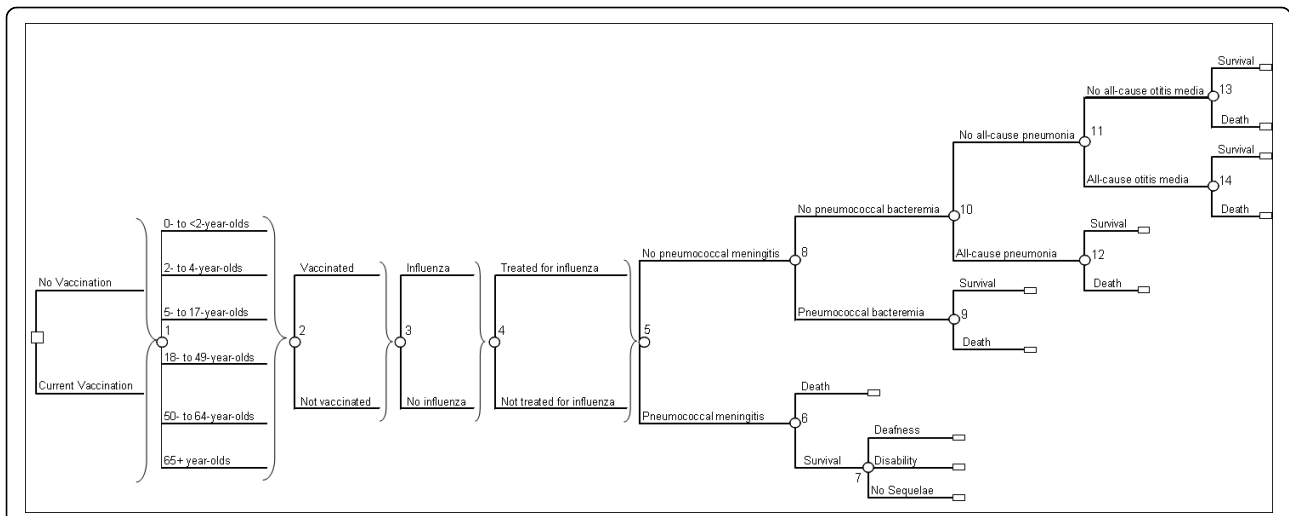 No Vaccination
Current Vaccination
1
0- to <2-year-olds
2- to 4-year-olds
5- to 17-year-olds
18- to 49-year-olds
50- to 64-year-olds
65+ year-olds
2
Vaccinated
Not vaccinated
3
Influenza
No influenza
4
Treated for influenza
Not treated for influenza
5
No pneumococcal meningitis
Pneumococcal meningitis
8
No pneumococcal bacteremia
Pneumococcal bacteremia
10
No all-cause pneumonia
All-cause pneumonia
11
No all-cause otitis media
All-cause otitis media
13
Survival
Death
14
Survival
Death
12
Survival
Death
9
Survival
Death
6
Death
Survival
7
Deafness
Disability
No Sequelae